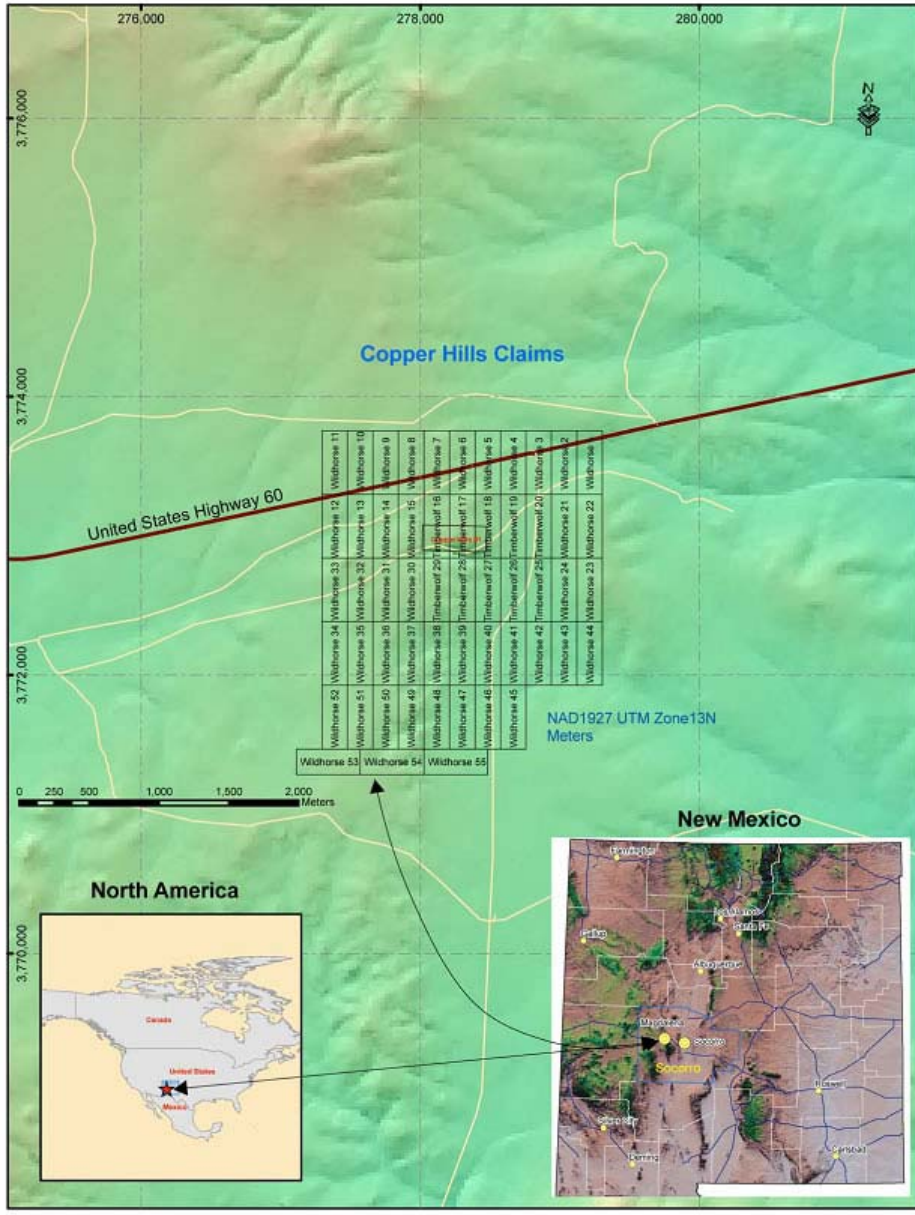 276,000
278,000
280,000
N
3,776,000
Copper Hills Claims
3,774,000
United States Highway 60
Wildhorse 11
Wildhorse 10
Wildhorse 9
Wildhorse 8
Wildhorse 7
Wildhorse 6
Wildhorse 5
Wildhorse 4
Wildhorse 3
Wildhorse 2
Wildhorse 1
Wildhorse 12
Wildhorse 13
Wildhorse 14
Wildhorse 15
Timberwolf 16
Timberwolf 17
Timberwolf 18
Timberwolf 19
Timberwolf 20
Wildhorse 21
Wildhorse 22
Wildhorse 33
Wildhorse 32
Wildhorse 31
Wildhorse 30
Timberwolf 29
Timberwolf 28
Timberwolf 27
Timberwolf 26
Timberwolf 25
Wildhorse 24
Wildhorse 23
3,772,000
Wildhorse 34
Wildhorse 35
Wildhorse 36
Wildhorse 37
Wildhorse 38
Wildhorse 39
Wildhorse 40
Wildhorse 41
Wildhorse 42
Wildhorse 43
Wildhorse 44
Wildhorse 52
Wildhorse 51
Wildhorse 50
Wildhorse 49
Wildhorse 48
Wildhorse 47
Wildhorse 46
Wildhorse 45
NAD1927 UTM Zone13N
Meters
Wildhorse 53
Wildhorse 54
Wildhorse 55
0 250 500 1,000 1,500 2,000
Meters
3,770,000
North America
Canada
United States
Mexico
New Mexico
Farmington
Los Alamos
Santa Fe
Gallup
Albuquerque
Magdalena
Socorro
Socorro
Roswell
Silver City
Deming
Carlsbad